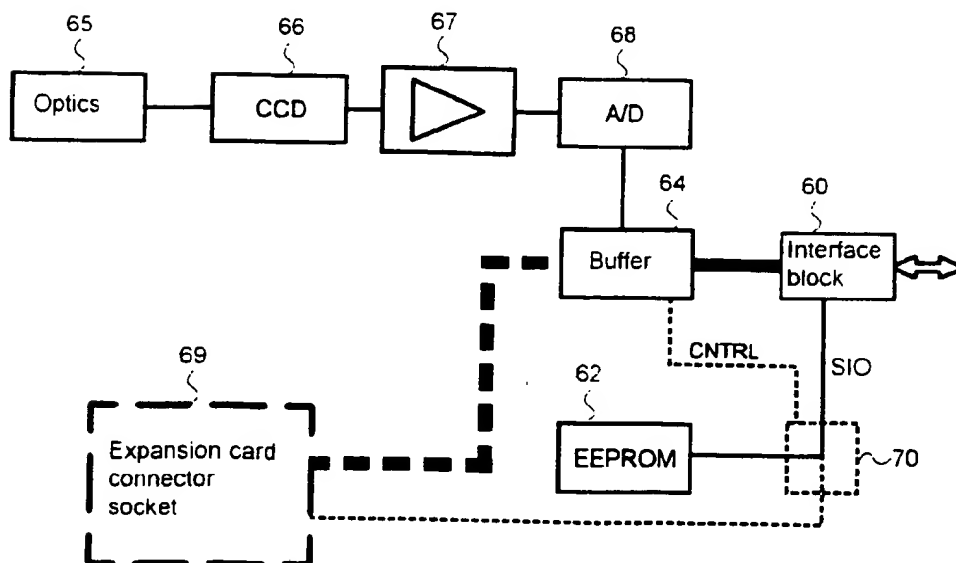 65
66
67
68
Optics
CCD
A/D
64
60
Buffer
Interface
block
CNTRL
SIO
69
62
Expansion card
connector
socket
EEPROM
70